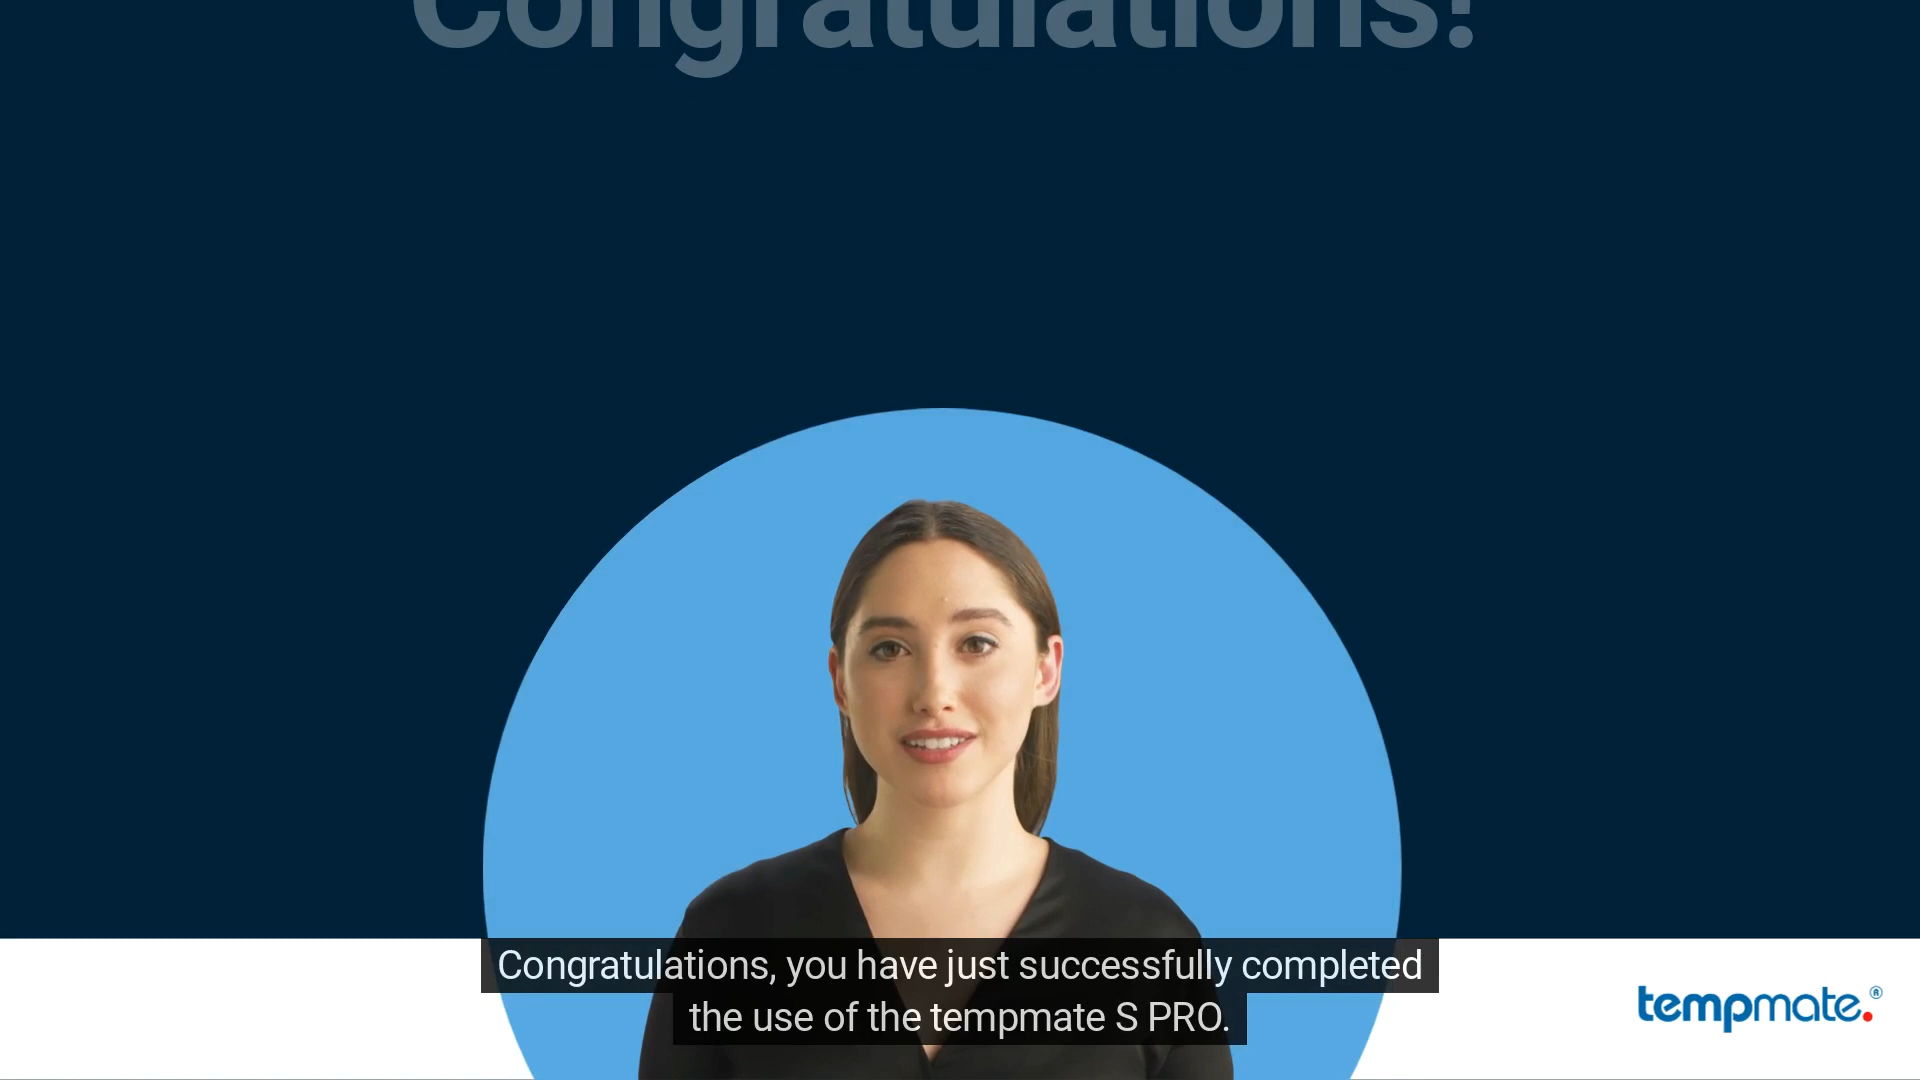 Congratulations!
Congratulations, you have just successfully completed
the use of the tempmate S PRO.
tempmate.®